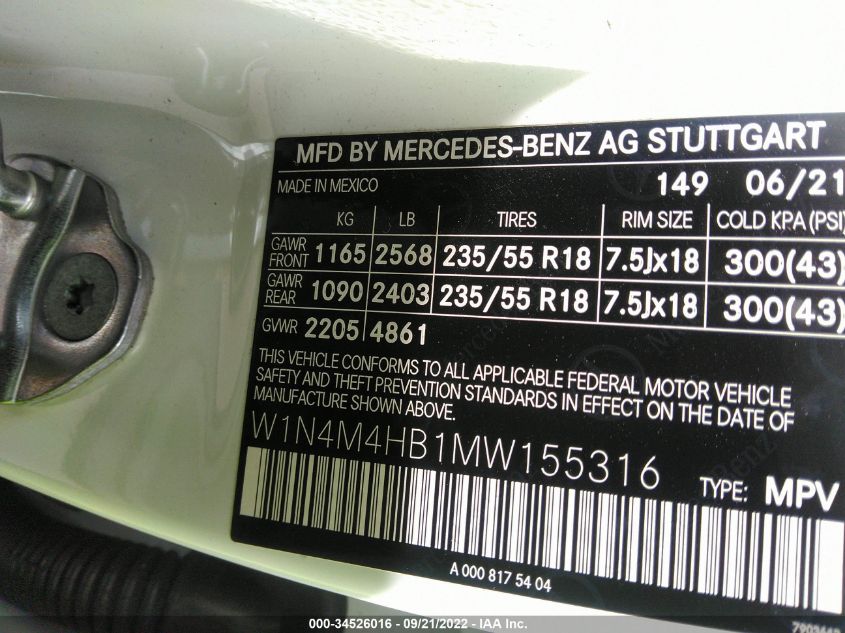 MFD BY MERCEDES-BENZ AG STUTTGART
MADE IN MEXICO 149 06/21
KG LB TIRES RIM SIZE COLD KPA (PSI)
GAWR FRONT 1165 2568 235/55 R18 7.5Jx18 300(43)
GAWR REAR 1090 2403 235/55 R18 7.5Jx18 300(43)
GVWR 2205 4861
THIS VEHICLE CONFORMS TO ALL APPLICABLE FEDERAL MOTOR VEHICLE
SAFETY AND THEFT PREVENTION STANDARDS IN EFFECT ON THE DATE OF
MANUFACTURE SHOWN ABOVE.
W1N4M4HB1MW155316 TYPE: MPV
A 000 817 54 04
000-34526016 - 09/21/2022 - IAA Inc.